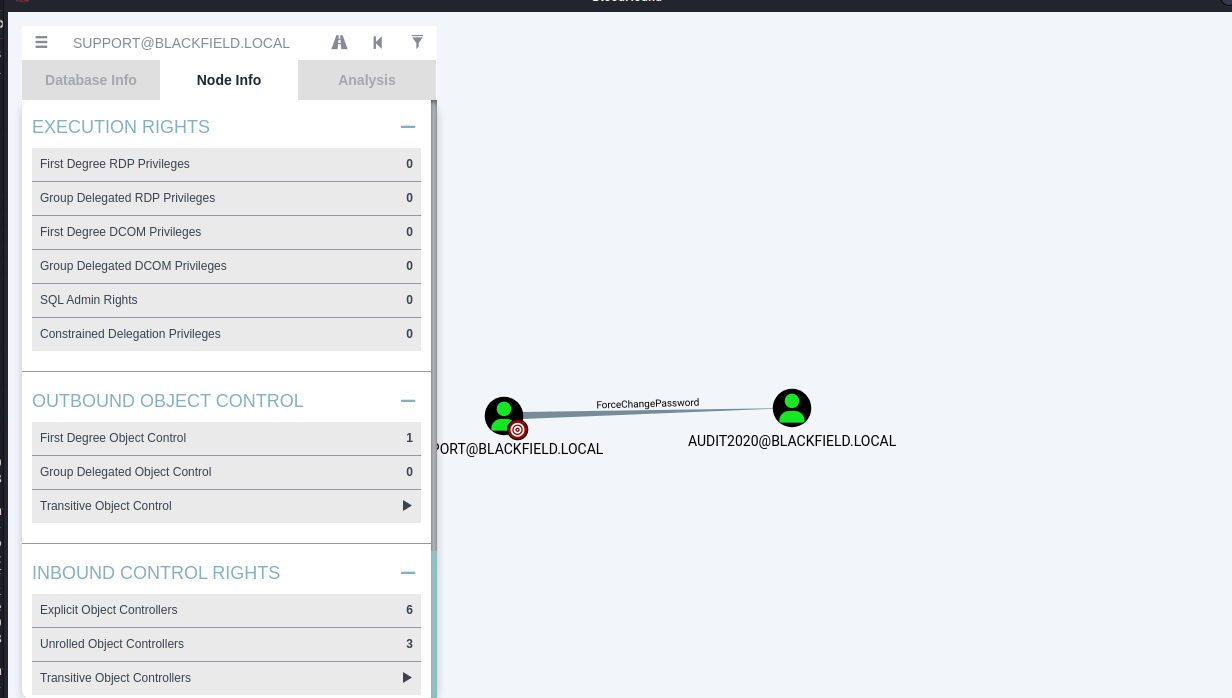 SUPPORT@BLACKFIELD.LOCAL
Database Info
Node Info
Analysis
EXECUTION RIGHTS
First Degree RDP Privileges 0
Group Delegated RDP Privileges 0
First Degree DCOM Privileges 0
Group Delegated DCOM Privileges 0
SQL Admin Rights 0
Constrained Delegation Privileges 0
OUTBOUND OBJECT CONTROL
First Degree Object Control 1
Group Delegated Object Control 0
Transitive Object Control
INBOUND CONTROL RIGHTS
Explicit Object Controllers 6
Unrolled Object Controllers 3
Transitive Object Controllers
ForceChangePassword
PORT@BLACKFIELD.LOCAL
AUDIT2020@BLACKFIELD.LOCAL